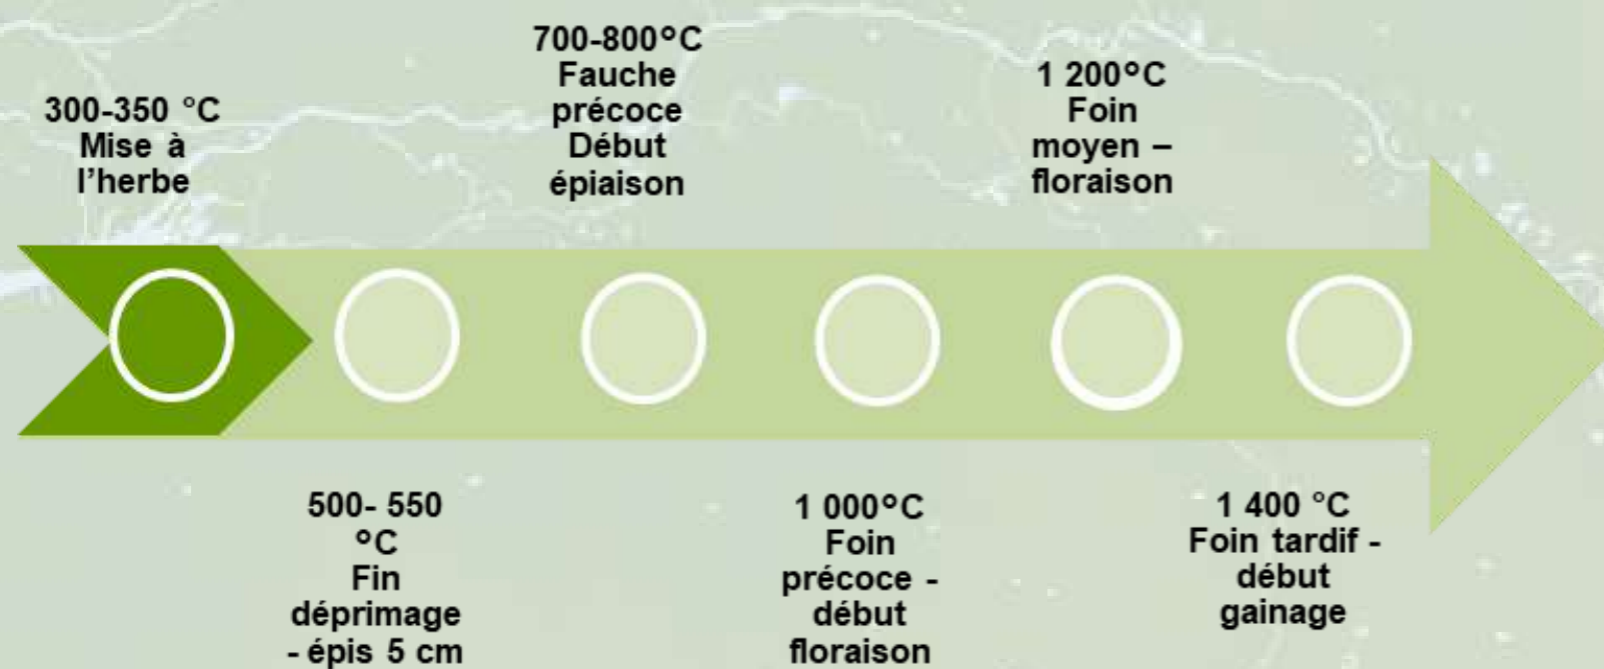 300-350 °C
Mise à
l’herbe
500- 550
°C
Fin
déprimage
- épis 5 cm
700-800°C
Fauche
précoce
Début
épiaison
1 000°C
Foin
précoce -
début
floraison
1 200°C
Foin
moyen –
floraison
1 400 °C
Foin tardif -
début
gainage